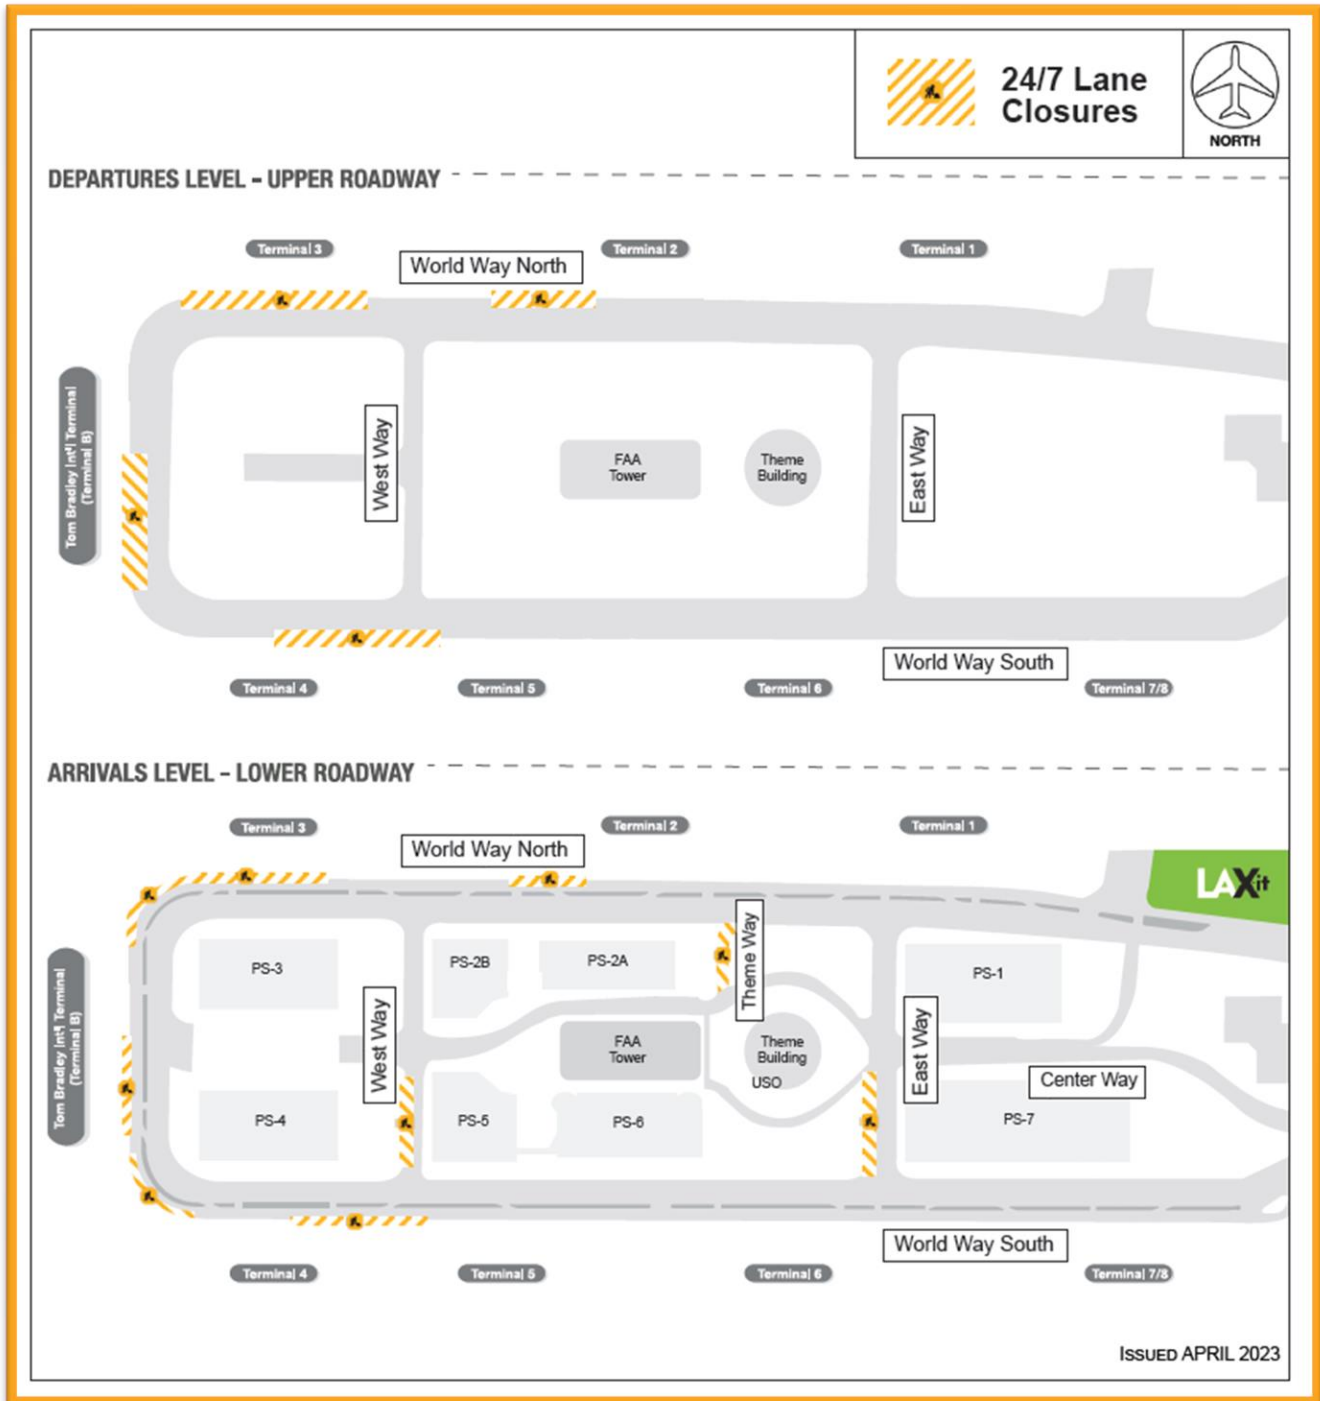 24/7 Lane
Closures
NORTH
DEPARTURES LEVEL - UPPER ROADWAY
Terminal 3
World Way North
Terminal 2
Terminal 1
Tom Bradley Int'l Terminal
(Terminal B)
West Way
FAA
Tower
Theme
Building
East Way
World Way South
Terminal 4
Terminal 5
Terminal 6
Terminal 7/8
ARRIVALS LEVEL - LOWER ROADWAY
Terminal 3
World Way North
Terminal 2
Terminal 1
LAXit
Tom Bradley Int'l Terminal
(Terminal B)
PS-3
PS-2B
PS-2A
Theme Way
PS-1
West Way
FAA
Tower
Theme
Building
USO
East Way
Center Way
PS-4
PS-5
PS-6
PS-7
World Way South
Terminal 4
Terminal 5
Terminal 6
Terminal 7/8
ISSUED APRIL 2023